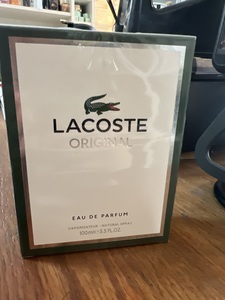 LACOSTE
ORIGINAL
EAU DE PARFUM
VAPORISATEUR · NATURAL SPRAY
100ML℮3.3 FL.OZ